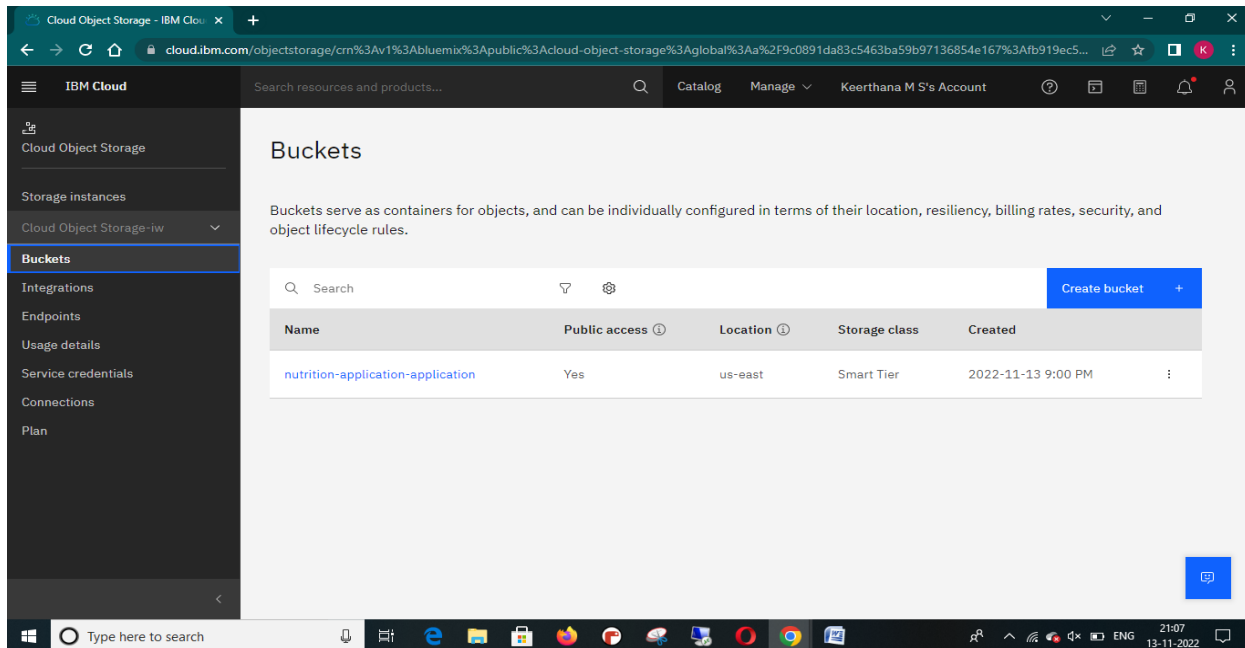 Cloud Object Storage - IBM Clou
cloud.ibm.com/objectstorage/crn%3Av1%3Abluemix%3Apublic%3Acloud-object-storage%3Aglobal%3Aa%2F9c0891da83c5463ba59b97136854e167%3Afb919ec5...
K
IBM Cloud
Search resources and products...
Catalog
Manage
Keerthana M S's Account
Cloud Object Storage
Storage instances
Cloud Object Storage-iw
Buckets
Integrations
Endpoints
Usage details
Service credentials
Connections
Plan
Buckets
Buckets serve as containers for objects, and can be individually configured in terms of their location, resiliency, billing rates, security, and
object lifecycle rules.
Search
Create bucket +
Name Public access Location Storage class Created
nutrition-application-application Yes us-east Smart Tier 2022-11-13 9:00 PM
Type here to search
ENG
21:07
13-11-2022